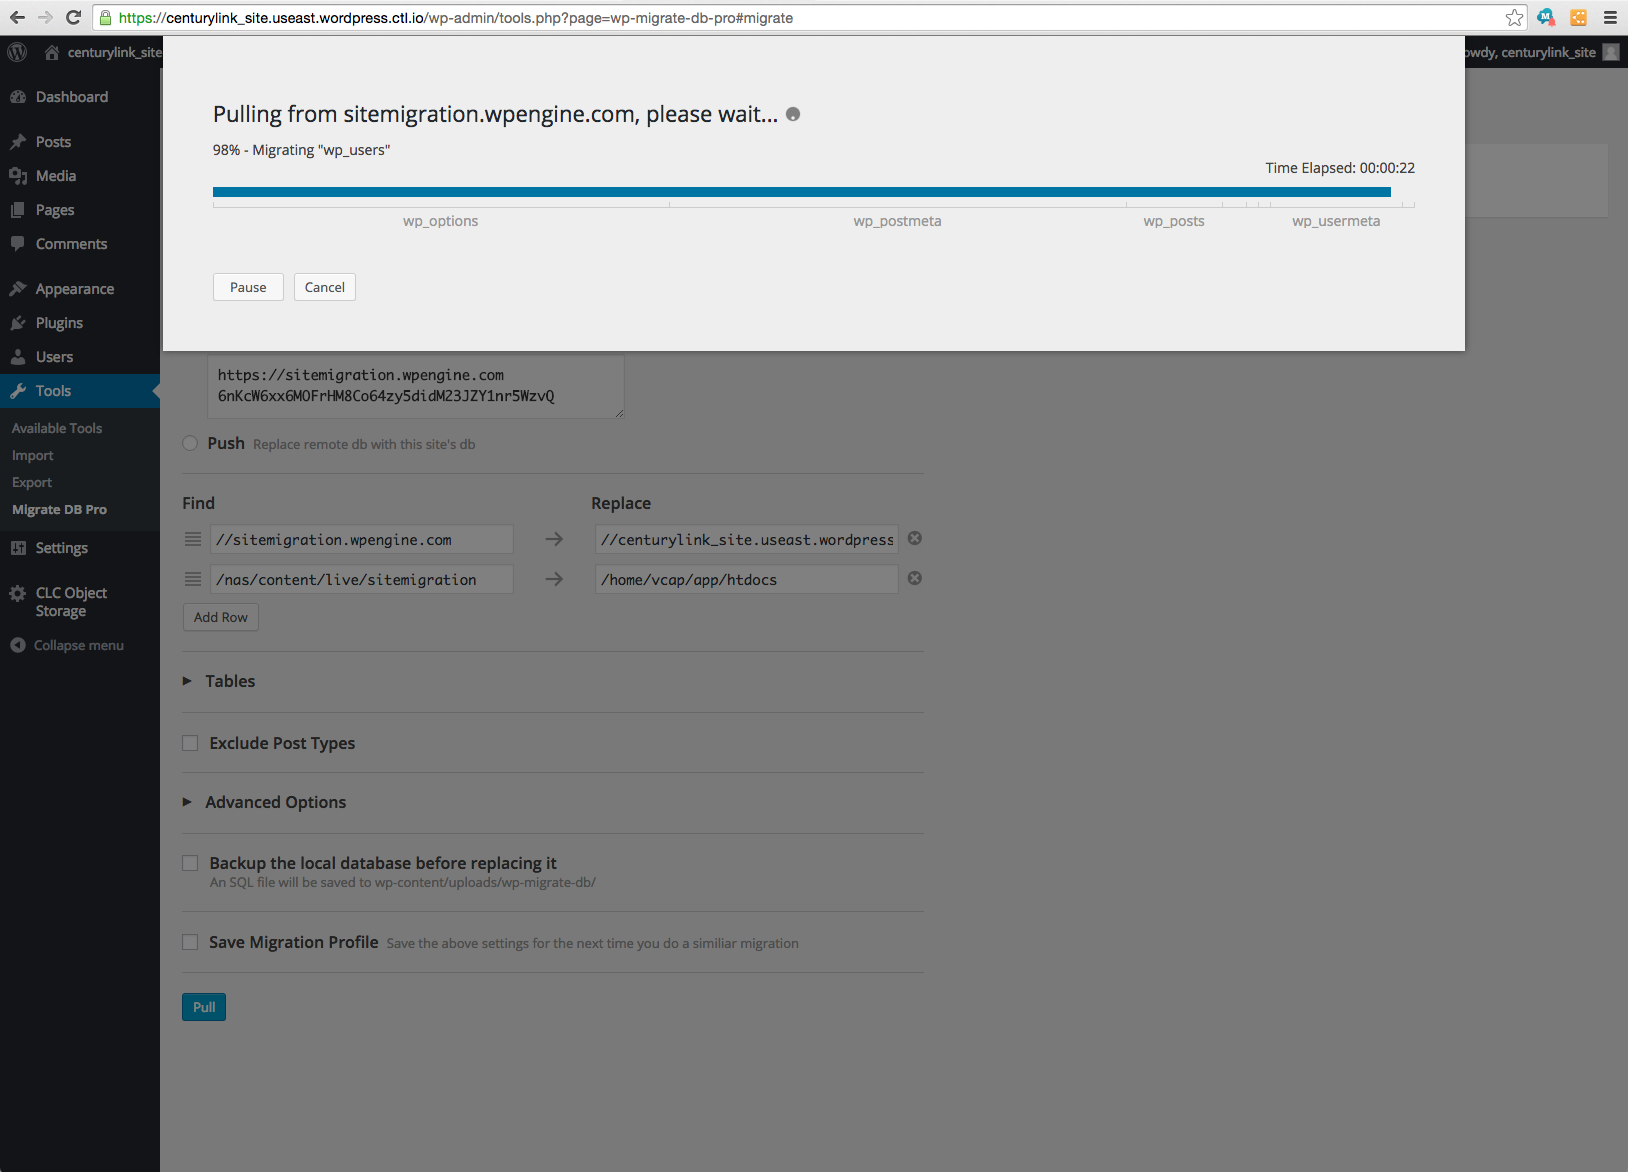 https://centurylink_site.useast.wordpress.ctl.io/wp-admin/tools.php?page=wp-migrate-db-pro#migrate
centurylink_site
owdy, centurylink_site
Dashboard
Posts
Media
Pages
Comments
Appearance
Plugins
Users
Tools
Available Tools
Import
Export
Migrate DB Pro
Settings
CLC Object
Storage
Collapse menu
Pulling from sitemigration.wpengine.com, please wait...
98% - Migrating "wp_users"
Time Elapsed: 00:00:22
wp_options wp_postmeta wp_posts wp_usermeta
Pause Cancel
https://sitemigration.wpengine.com
6nKcW6xx6MOFrHM8Co64zy5didM23JZY1nr5WzvQ
Push Replace remote db with this site's db
Find Replace
//sitemigration.wpengine.com //centurylink_site.useast.wordpress
/nas/content/live/sitemigration /home/vcap/app/htdocs
Add Row
Tables
Exclude Post Types
Advanced Options
Backup the local database before replacing it
An SQL file will be saved to wp-content/uploads/wp-migrate-db/
Save Migration Profile Save the above settings for the next time you do a similiar migration
Pull